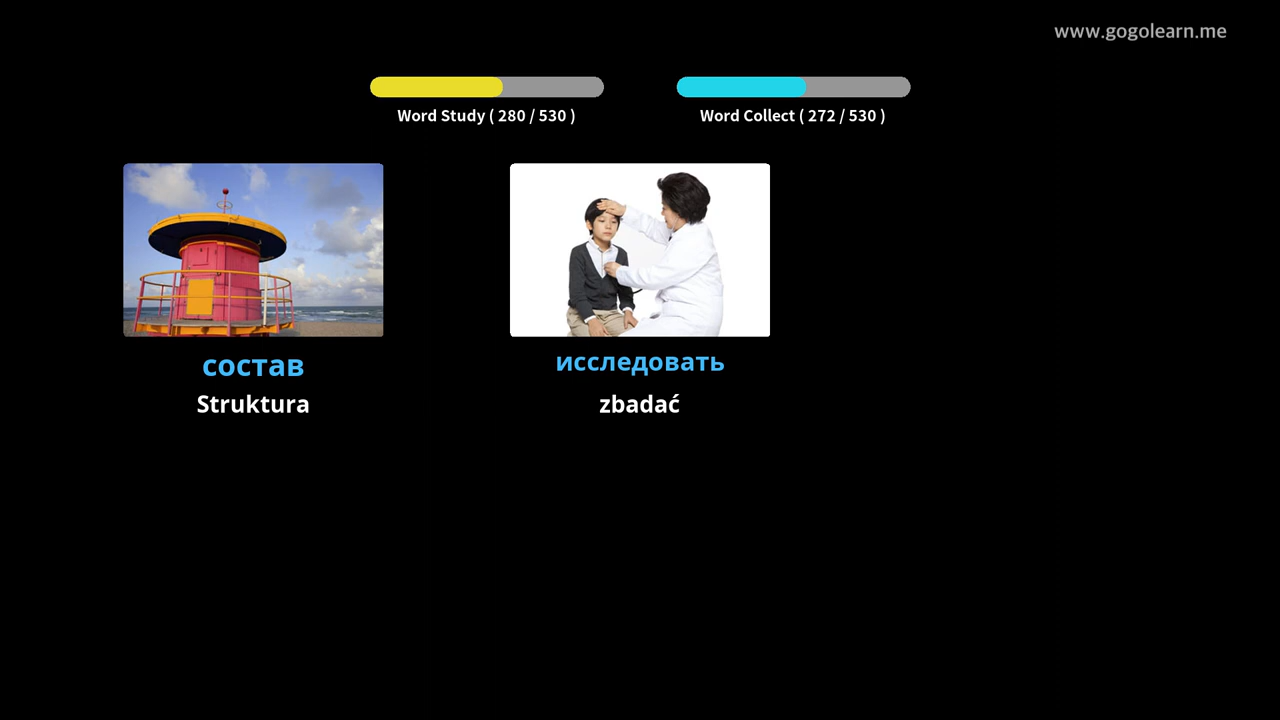 www.gogolearn.me
Word Study ( 280 / 530 )
Word Collect ( 272 / 530 )
состав
Struktura
исследовать
zbadać